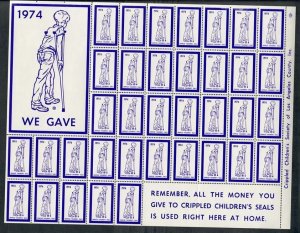 1974
WE GAVE
Crippled Children's Society of Los Angeles County, Inc.
REMEMBER, ALL THE MONEY YOU
GIVE TO CRIPPLED CHILDREN'S SEALS
IS USED RIGHT HERE AT HOME.